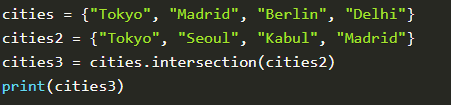 cities = {"Tokyo", "Madrid", "Berlin", "Delhi"}
cities2 = {"Tokyo", "Seoul", "Kabul", "Madrid"}
cities3 = cities.intersection(cities2)
print(cities3)